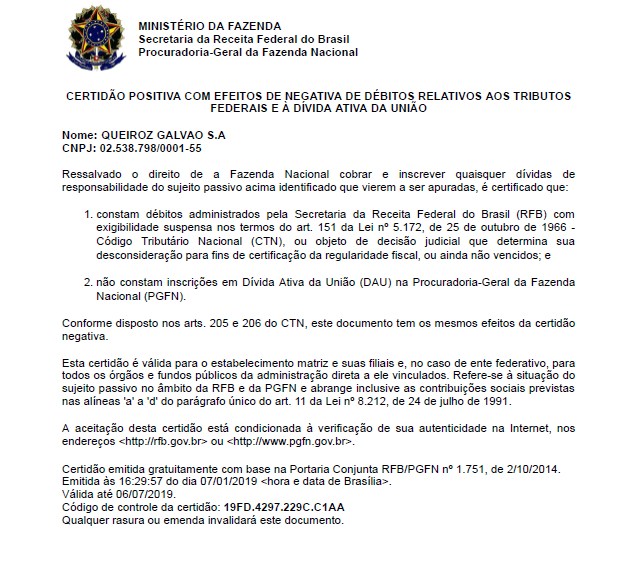 MINISTÉRIO DA FAZENDA
Secretaria da Receita Federal do Brasil
Procuradoria-Geral da Fazenda Nacional
CERTIDÃO POSITIVA COM EFEITOS DE NEGATIVA DE DÉBITOS RELATIVOS AOS TRIBUTOS
FEDERAIS E À DÍVIDA ATIVA DA UNIÃO
Nome: QUEIROZ GALVAO S.A
CNPJ: 02.538.798/0001-55
Ressalvado o direito de a Fazenda Nacional cobrar e inscrever quaisquer dívidas de
responsabilidade do sujeito passivo acima identificado que vierem a ser apuradas, é certificado que:
1. constam débitos administrados pela Secretaria da Receita Federal do Brasil (RFB) com
exigibilidade suspensa nos termos do art. 151 da Lei nº 5.172, de 25 de outubro de 1966 -
Código Tributário Nacional (CTN), ou objeto de decisão judicial que determina sua
desconsideração para fins de certificação da regularidade fiscal, ou ainda não vencidos; e
2. não constam inscrições em Dívida Ativa da União (DAU) na Procuradoria-Geral da Fazenda
Nacional (PGFN).
Conforme disposto nos arts. 205 e 206 do CTN, este documento tem os mesmos efeitos da certidão
negativa.
Esta certidão é válida para o estabelecimento matriz e suas filiais e, no caso de ente federativo, para
todos os órgãos e fundos públicos da administração direta a ele vinculados. Refere-se à situação do
sujeito passivo no âmbito da RFB e da PGFN e abrange inclusive as contribuições sociais previstas
nas alíneas 'a' a 'd' do parágrafo único do art. 11 da Lei nº 8.212, de 24 de julho de 1991.
A aceitação desta certidão está condicionada à verificação de sua autenticidade na Internet, nos
endereços <http://rfb.gov.br> ou <http://www.pgfn.gov.br>.
Certidão emitida gratuitamente com base na Portaria Conjunta RFB/PGFN nº 1.751, de 2/10/2014.
Emitida às 16:29:57 do dia 07/01/2019 <hora e data de Brasília>.
Válida até 06/07/2019.
Código de controle da certidão: 19FD.4297.229C.C1AA
Qualquer rasura ou emenda invalidará este documento.